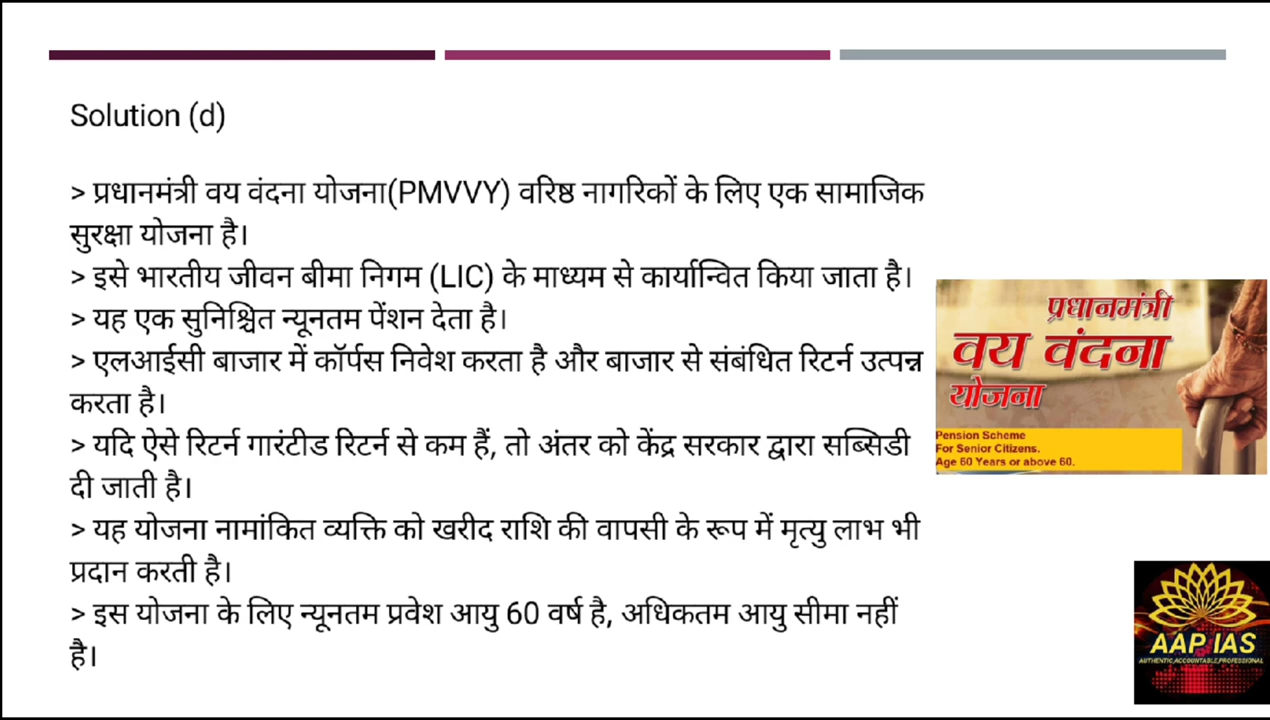 Solution (d)
> प्रधानमंत्री वय वंदना योजना(PMVVY) वरिष्ठ नागरिकों के लिए एक सामाजिक
सुरक्षा योजना है।
> इसे भारतीय जीवन बीमा निगम (LIC) के माध्यम से कार्यान्वित किया जाता है।
> यह एक सुनिश्चित न्यूनतम पेंशन देता है।
> एलआईसी बाजार में कॉर्पस निवेश करता है और बाजार से संबंधित रिटर्न उत्पन्न
करता है।
> यदि ऐसे रिटर्न गारंटीड रिटर्न से कम हैं, तो अंतर को केंद्र सरकार द्वारा सब्सिडी
दी जाती है।
> यह योजना नामांकित व्यक्ति को खरीद राशि की वापसी के रूप में मृत्यु लाभ भी
प्रदान करती है।
> इस योजना के लिए न्यूनतम प्रवेश आयु 60 वर्ष है, अधिकतम आयु सीमा नहीं
है।
प्रधानमंत्री
वय वंदना
योजना
Pension Scheme
For Senior Citizens.
Age 60 Years or above 60.
AAP IAS
AUTHENTIC,ACCOUNTABLE,PROFESSIONAL